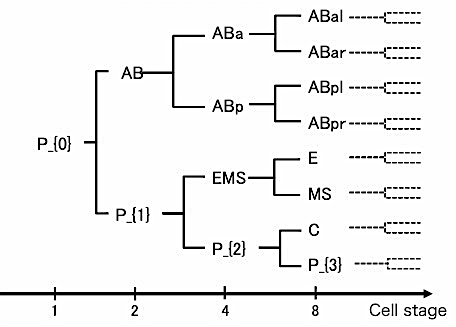 ABal
ABa
ABar
AB
ABpl
ABp
ABpr
P_{0}
E
EMS
MS
P_{1}
C
P_{2}
P_{3}
1 2 4 8 Cell stage